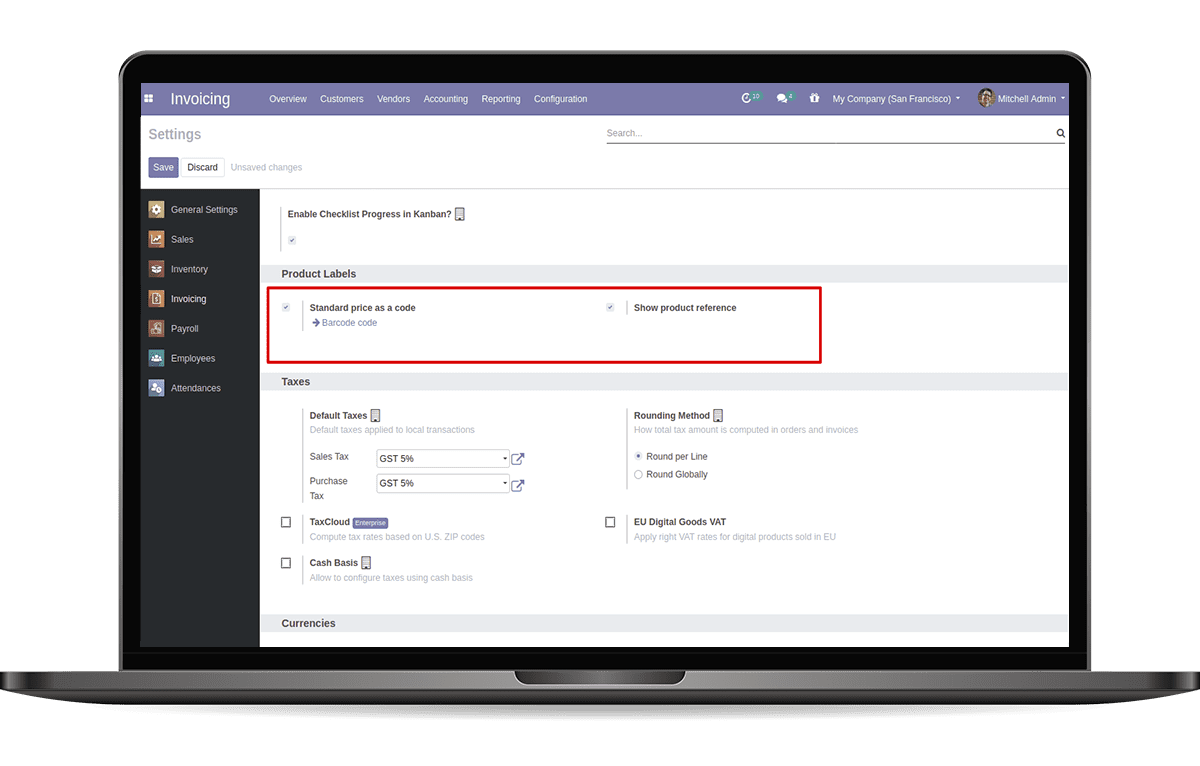 Invoicing Overview Customers Vendors Accounting Reporting Configuration 10 4 My Company (San Francisco) Mitchell Admin
Settings Search...
Save Discard Unsaved changes
General Settings
Sales
Inventory
Invoicing
Payroll
Employees
Attendances
Enable Checklist Progress in Kanban?
Product Labels
Standard price as a code Show product reference
Barcode code
Taxes
Default Taxes Rounding Method
Default taxes applied to local transactions How total tax amount is computed in orders and invoices
Sales Tax GST 5% Round per Line
Purchase Tax GST 5% Round Globally
TaxCloud Enterprise EU Digital Goods VAT
Compute tax rates based on U.S. ZIP codes Apply right VAT rates for digital products sold in EU
Cash Basis
Allow to configure taxes using cash basis
Currencies